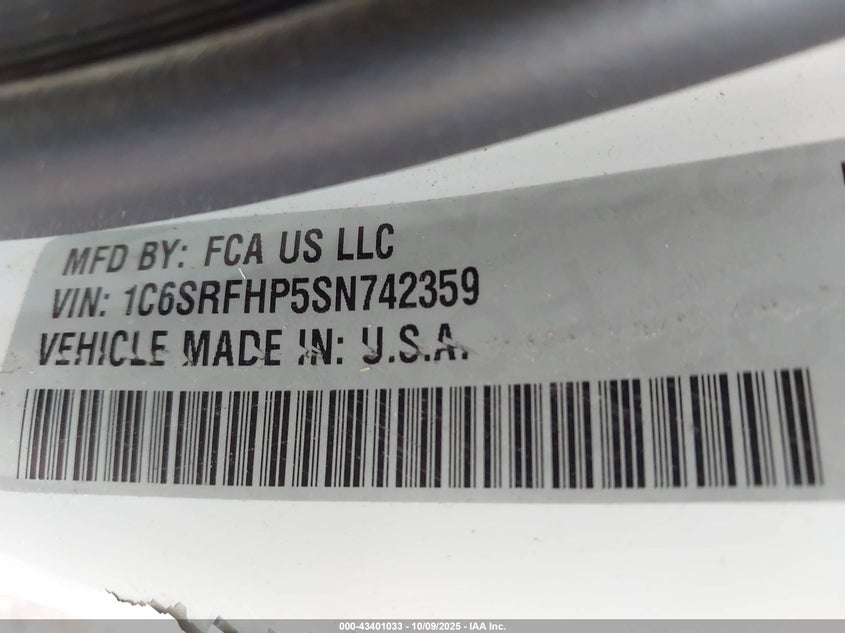 MFD BY: FCA US LLC
VIN: 1C6SRFHP5SN742359
VEHICLE MADE IN: U.S.A.
000-43401033 - 10/09/2025 - IAA Inc.